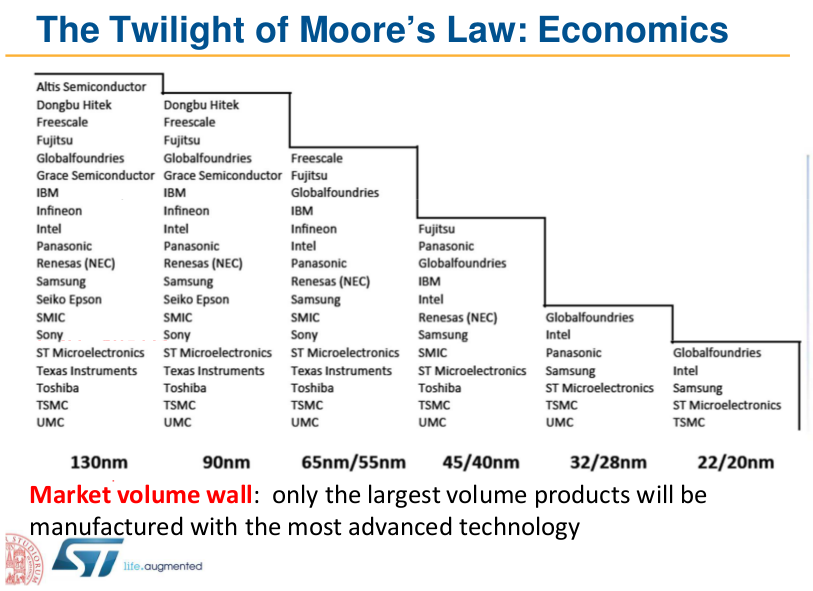 The Twilight of Moore's Law: Economics
Altis Semiconductor
Dongbu Hitek
Freescale
Fujitsu
Globalfoundries
Grace Semiconductor
IBM
Infineon
Intel
Panasonic
Renesas (NEC)
Samsung
Seiko Epson
SMIC
Sony
ST Microelectronics
Texas Instruments
Toshiba
TSMC
UMC
130nm
Dongbu Hitek
Freescale
Fujitsu
Globalfoundries
Grace Semiconductor
IBM
Infineon
Intel
Panasonic
Renesas (NEC)
Samsung
Seiko Epson
SMIC
Sony
ST Microelectronics
Texas Instruments
Toshiba
TSMC
UMC
90nm
Freescale
Fujitsu
Globalfoundries
IBM
Infineon
Intel
Panasonic
Renesas (NEC)
Samsung
SMIC
Sony
ST Microelectronics
Texas Instruments
Toshiba
TSMC
UMC
65nm/55nm
Fujitsu
Panasonic
Globalfoundries
IBM
Intel
Renesas (NEC)
Samsung
SMIC
ST Microelectronics
Toshiba
TSMC
UMC
45/40nm
Globalfoundries
Intel
Panasonic
Samsung
ST Microelectronics
TSMC
UMC
32/28nm
Globalfoundries
Intel
Samsung
ST Microelectronics
TSMC
22/20nm
Market volume wall: only the largest volume products will be
manufactured with the most advanced technology
STUDIORUM
ST
life.augmented